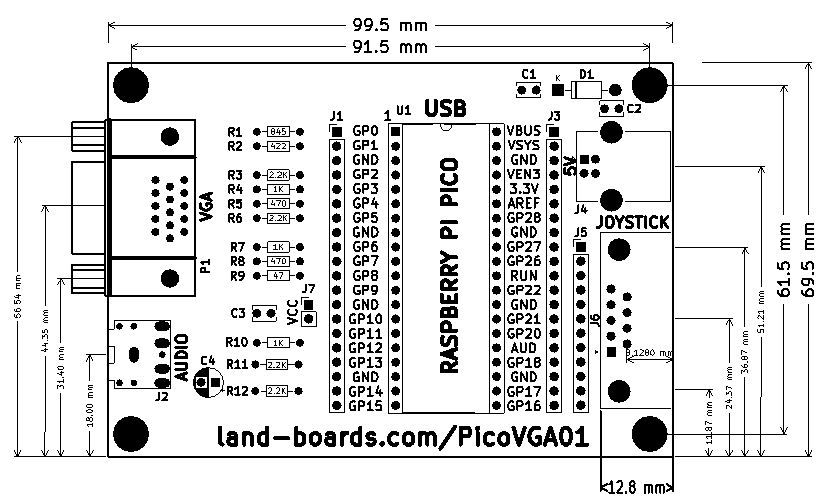 99.5 mm
91.5 mm
C1
K
D1
C2
J1
1
U1
USB
J3
R1 845
R2 422
R3 2.2K
R4 1K
R5 470
R6 2.2K
R7 1K
R8 470
R9 47
R10 1K
R11 2.2K
R12 2.2K
GP0
GP1
GND
GP2
GP3
GP4
GP5
GND
GP6
GP7
GP8
GP9
GND
GP10
GP11
GP12
GP13
GND
GP14
GP15
RASPBERRY PI PICO
VBUS
VSYS
GND
VEN3
3.3V
AREF
GP28
GND
GP27
GP26
RUN
GP22
GND
GP21
GP20
AUD
GP18
GND
GP17
GP16
5V
J4
JOYSTICK
J5
J6
VGA
P1
J7
VCC
C3
C4
AUDIO
J2
land-boards.com/PicoVGA01
66.54 mm
44.35 mm
31.40 mm
18.00 mm
8.1280 mm
11.87 mm
24.37 mm
36.87 mm
51.21 mm
61.5 mm
69.5 mm
12.8 mm